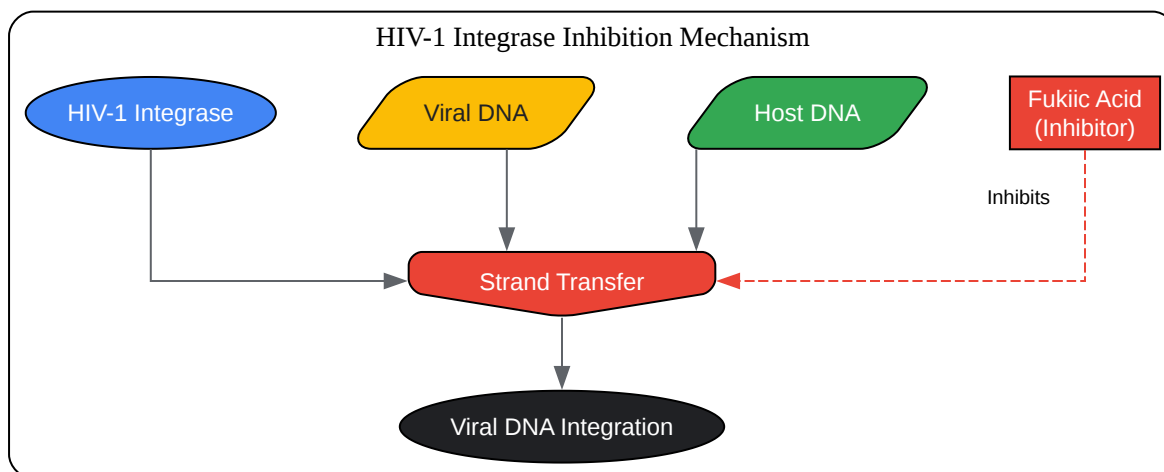 HIV-1 Integrase Inhibition Mechanism
HIV-1 Integrase
Viral DNA
Host DNA
Fukiic Acid
(Inhibitor)
Inhibits
Strand Transfer
Viral DNA Integration